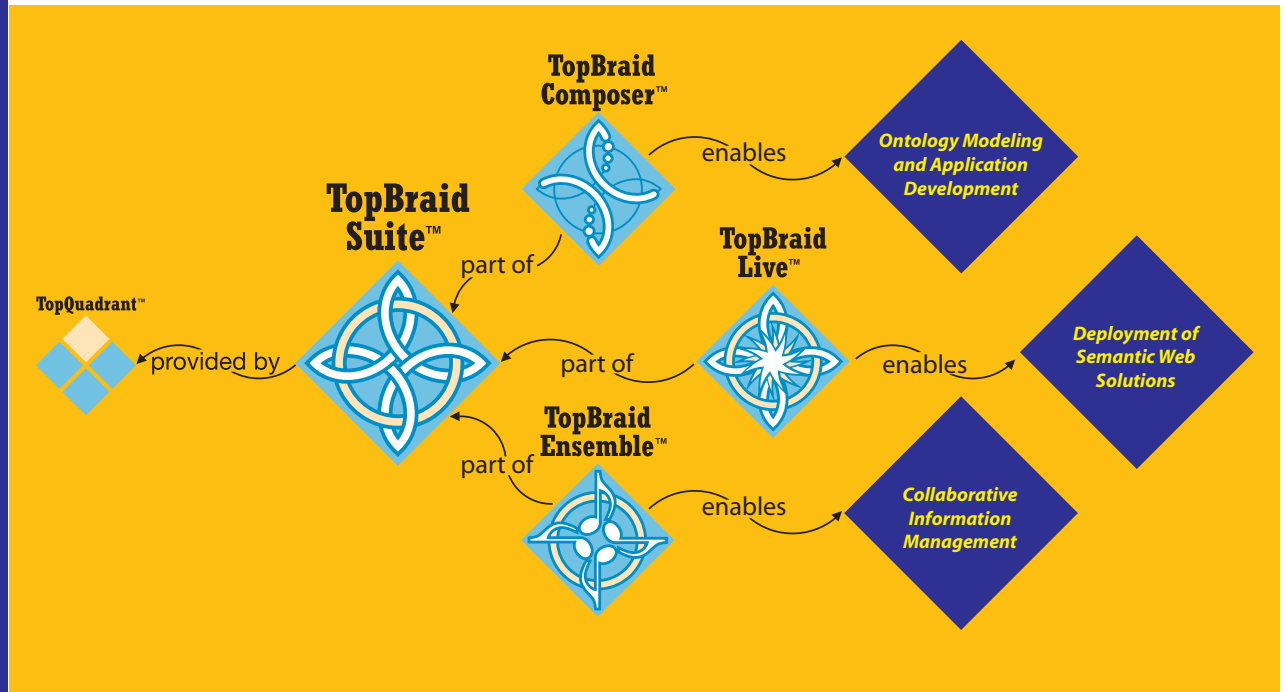 TopBraid
Composer™
enables
Ontology Modeling
and Application
Development
TopBraid
Suite™
part of
TopBraid
Live™
TopQuadrant™
provided by
part of
enables
Deployment of
Semantic Web
Solutions
TopBraid
Ensemble™
part of
enables
Collaborative
Information
Management